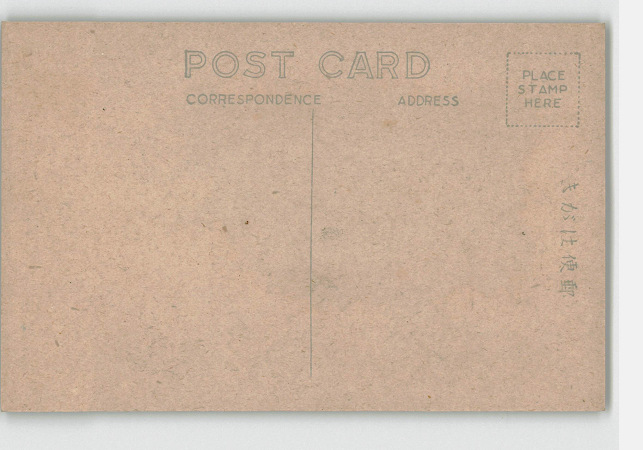 POST CARD
CORRESPONDENCE ADDRESS
PLACE
STAMP
HERE
郵便はがき